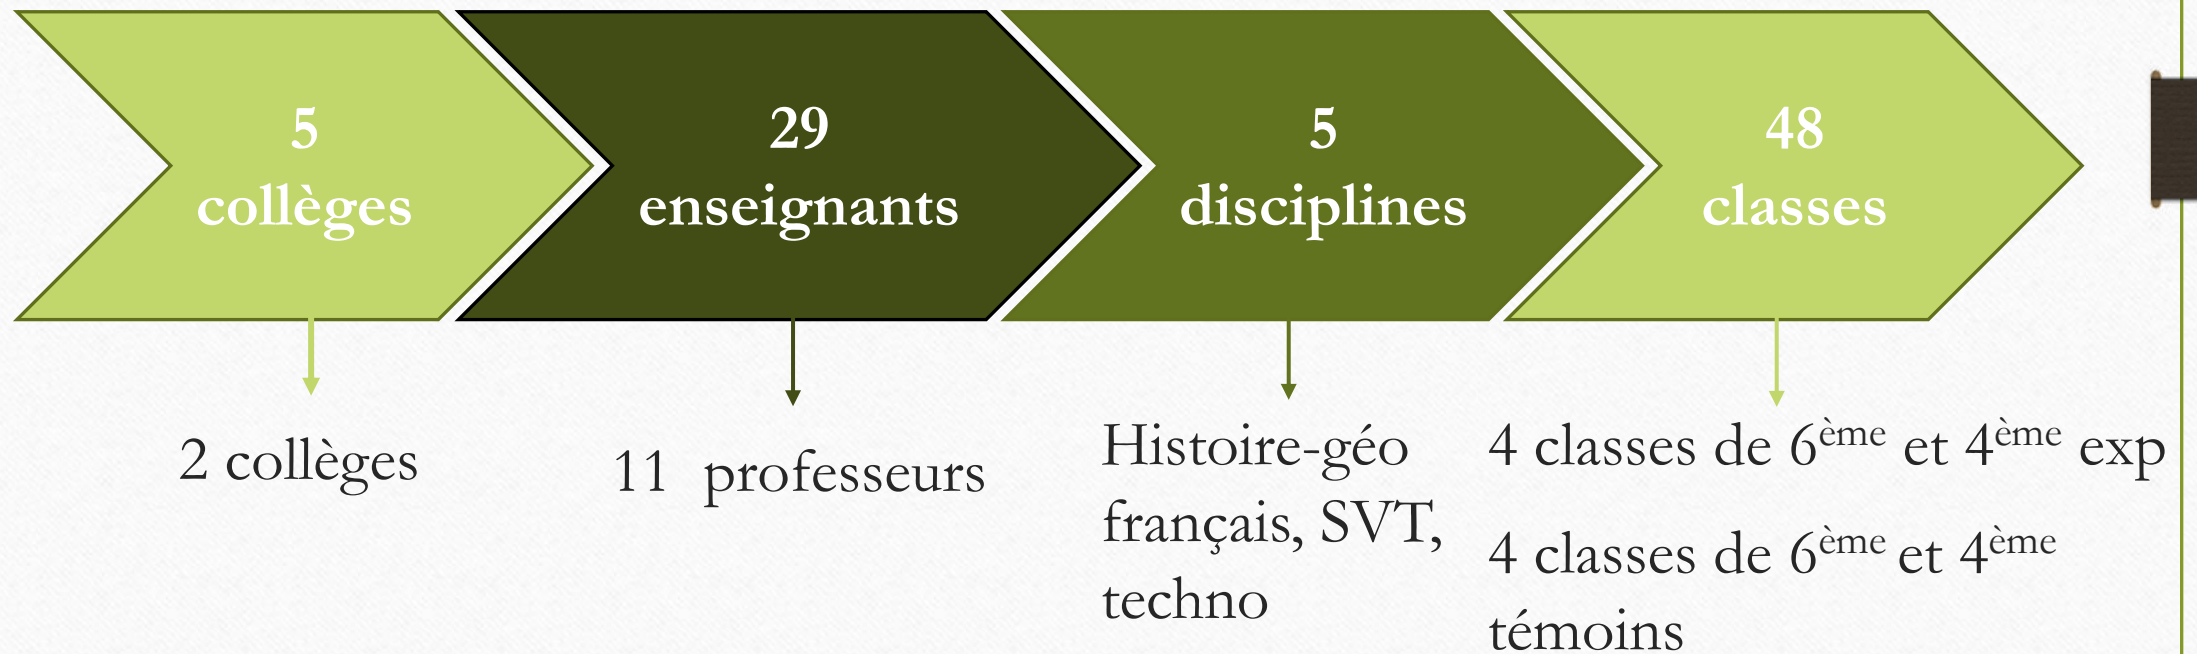 5
collèges
29
enseignants
5
disciplines
48
classes
2 collèges
11 professeurs
Histoire-géo
français, SVT,
techno
4 classes de 6ème et 4ème exp
4 classes de 6ème et 4ème
témoins